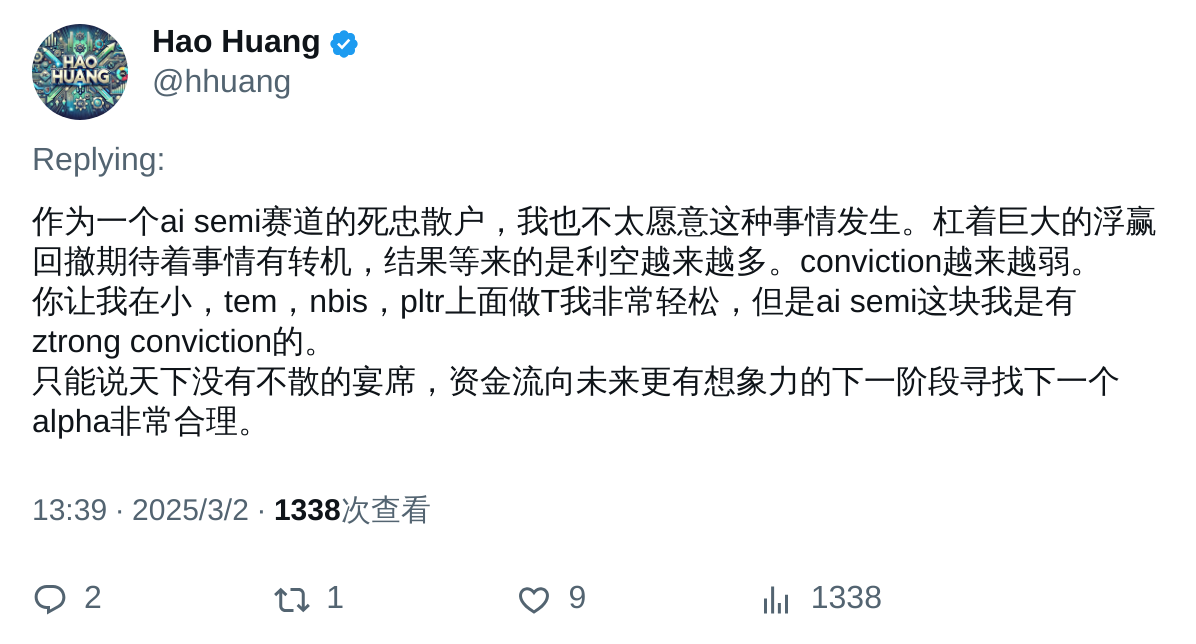 HAO
HUANG
Hao Huang
@hhuang
Replying:
作为一个ai semi赛道的死忠散户，我也不太愿意这种事情发生。杠着巨大的浮赢
回撤期待着事情有转机，结果等来的是利空越来越多。conviction越来越弱。
你让我在小，tem，nbis，pltr上面做T我非常轻松，但是ai semi这块我是有
ztrong conviction的。
只能说天下没有不散的宴席，资金流向未来更有想象力的下一阶段寻找下一个
alpha非常合理。
13:39 · 2025/3/2 · 1338次查看
2 1 9 1338